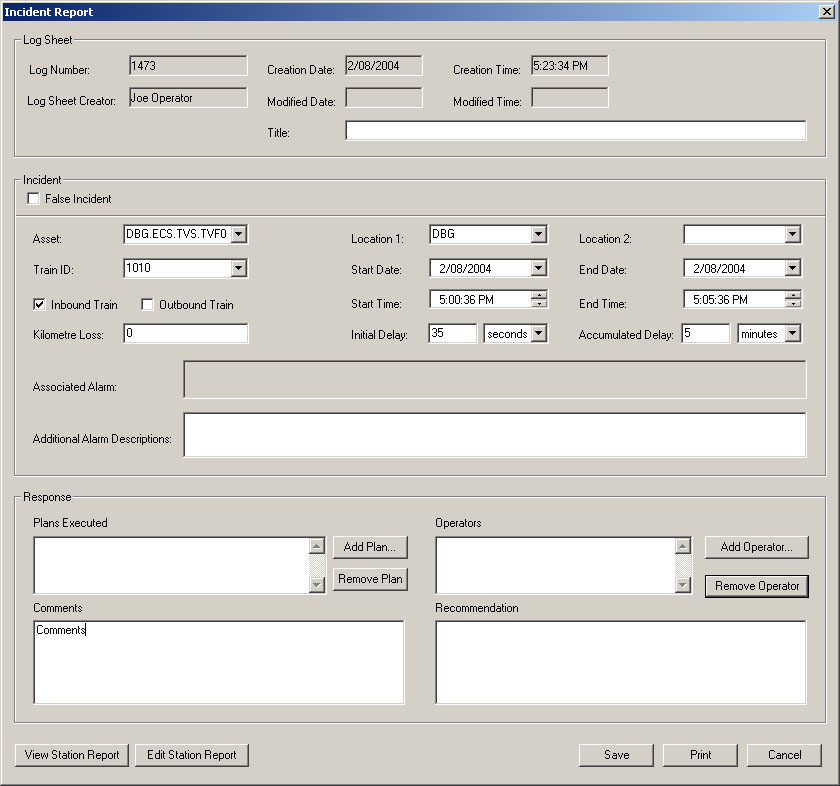 Incident Report
Log Sheet
Log Number: 1473 Creation Date: 2/08/2004 Creation Time: 5:23:34 PM
Log Sheet Creator: Joe Operator Modified Date: Modified Time:
Title:
Incident
False Incident
Asset: DBG.ECS.TVS.TVF0 Location 1: DBG Location 2:
Train ID: 1010 Start Date: 2/08/2004 End Date: 2/08/2004
Inbound Train Outbound Train Start Time: 5:00:36 PM End Time: 5:05:36 PM
Kilometre Loss: 0 Initial Delay: 35 seconds Accumulated Delay: 5 minutes
Associated Alarm:
Additional Alarm Descriptions:
Response
Plans Executed Operators
Add Plan... Add Operator...
Remove Plan Remove Operator
Comments Recommendation
Comments
View Station Report Edit Station Report Save Print Cancel